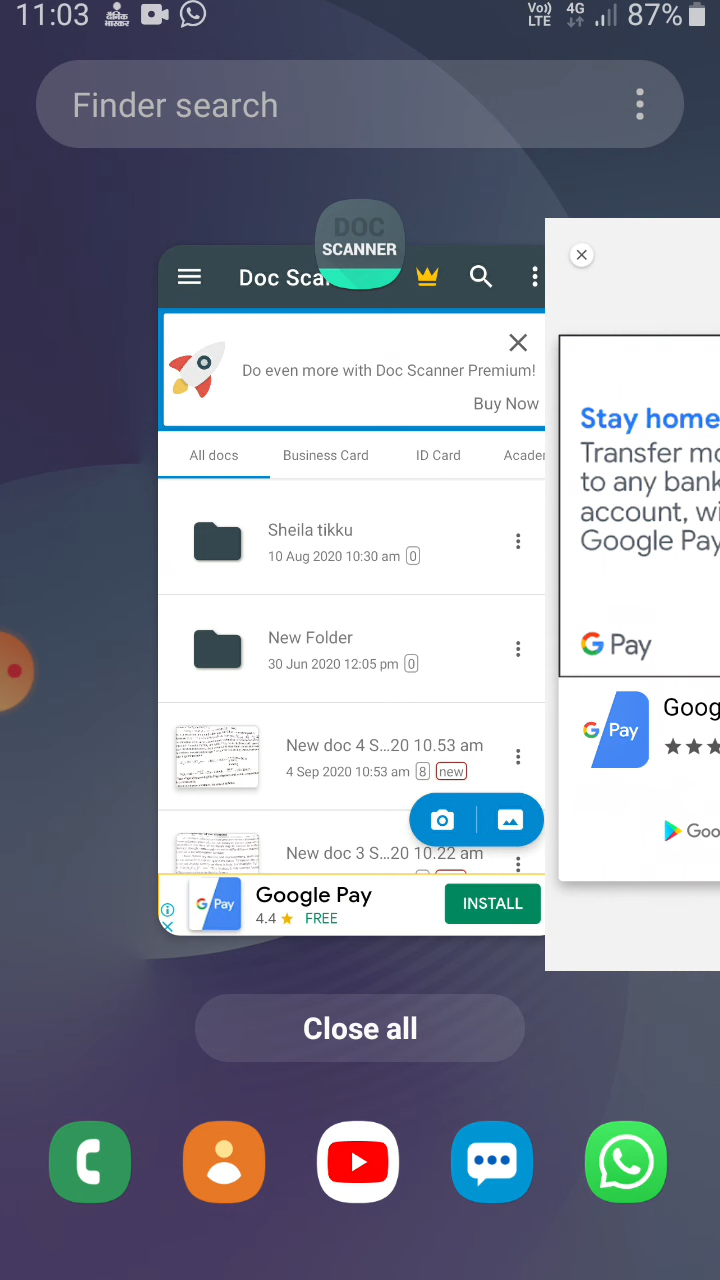 11:03 दैनिक भास्कर Vo)) LTE 4G 87%
Finder search
DOC
SCANNER
Doc Sca
Do even more with Doc Scanner Premium!
Buy Now
All docs Business Card ID Card Acader
Sheila tikku
10 Aug 2020 10:30 am 0
New Folder
30 Jun 2020 12:05 pm 0
New doc 4 S...20 10.53 am
4 Sep 2020 10:53 am 8 new
New doc 3 S...20 10.22 am
G Pay
Google Pay
4.4 FREE
INSTALL
Stay home
Transfer mo
to any bank
account, wi
Google Pay
G Pay
G Pay
Goog
Goo
Close all